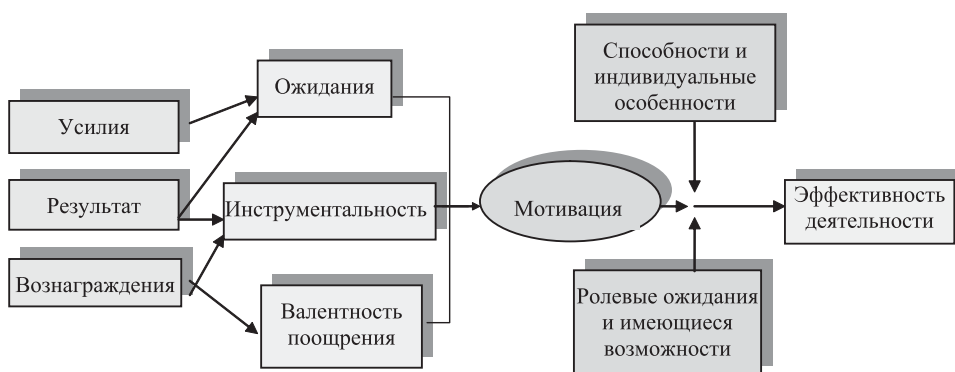 Усилия
Результат
Вознаграждения
Ожидания
Инструментальность
Валентность
поощрения
Мотивация
Способности и
индивидуальные
особенности
Ролевые ожидания
и имеющиеся
возможности
Эффективность
деятельности